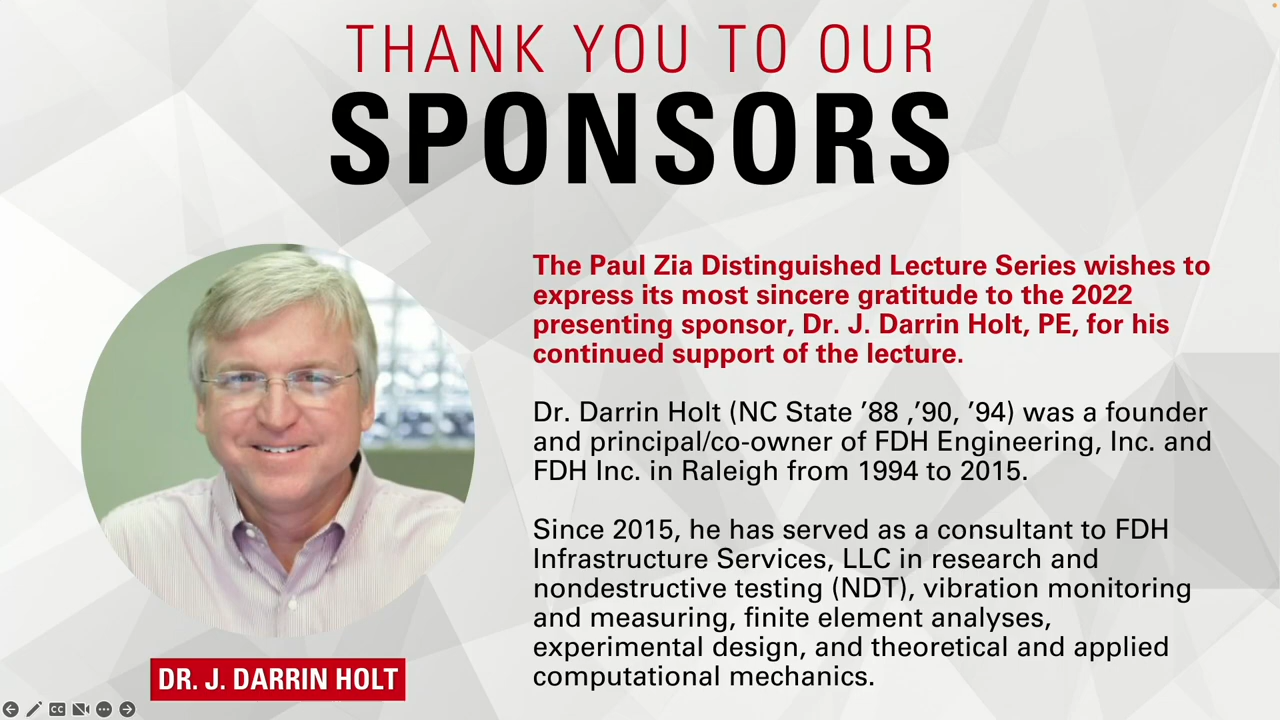 THANK YOU TO OUR
SPONSORS
The Paul Zia Distinguished Lecture Series wishes to
express its most sincere gratitude to the 2022
presenting sponsor, Dr. J. Darrin Holt, PE, for his
continued support of the lecture.
Dr. Darrin Holt (NC State ’88 ,’90, ’94) was a founder
and principal/co-owner of FDH Engineering, Inc. and
FDH Inc. in Raleigh from 1994 to 2015.
Since 2015, he has served as a consultant to FDH
Infrastructure Services, LLC in research and
nondestructive testing (NDT), vibration monitoring
and measuring, finite element analyses,
experimental design, and theoretical and applied
computational mechanics.
DR. J. DARRIN HOLT
CC